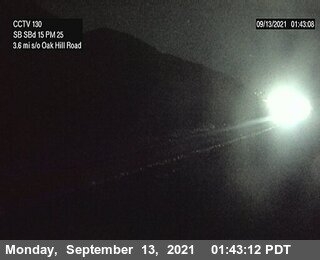 CCTV 130
SB SBd 15 PM 25
3.6 mi s/o Oak Hill Road
09/13/2021 01:43:08
Monday, September 13, 2021 01:43:12 PDT